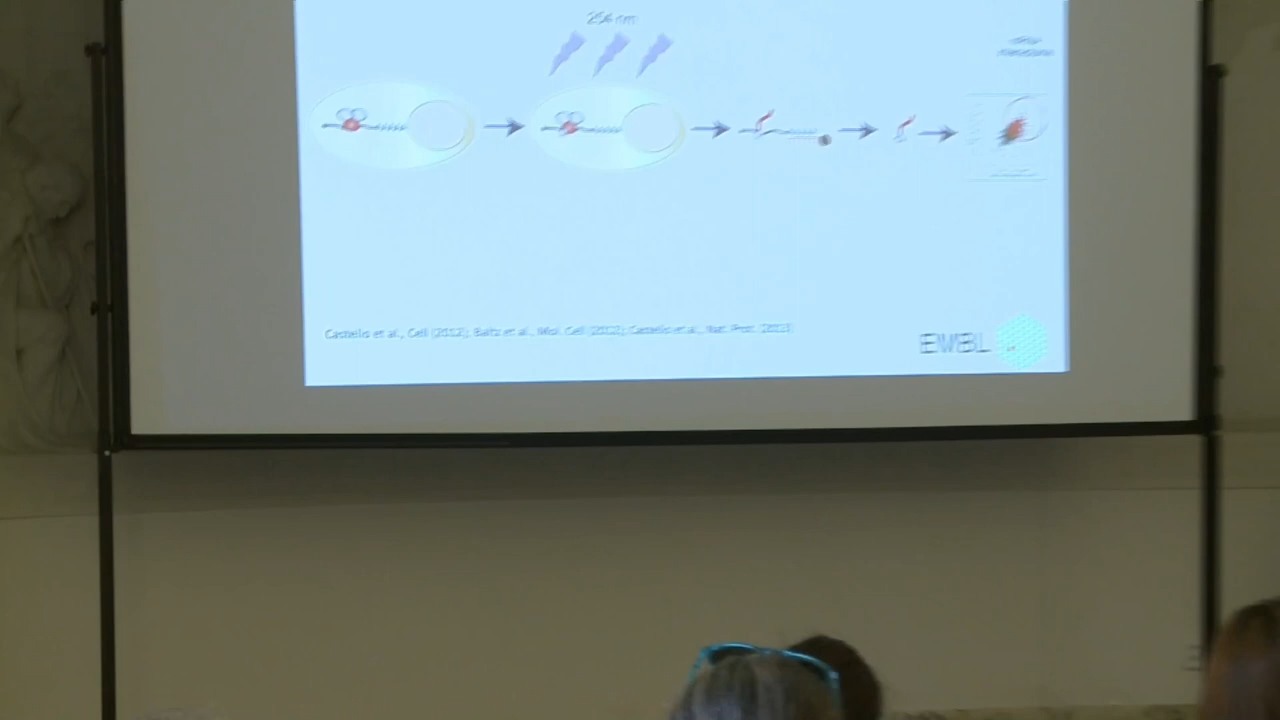 254 nm
Castello et al., Cell (2012); Baltz et al., Mol. Cell (2012); Castello et al., Nat. Prot. (2013)
EMBL